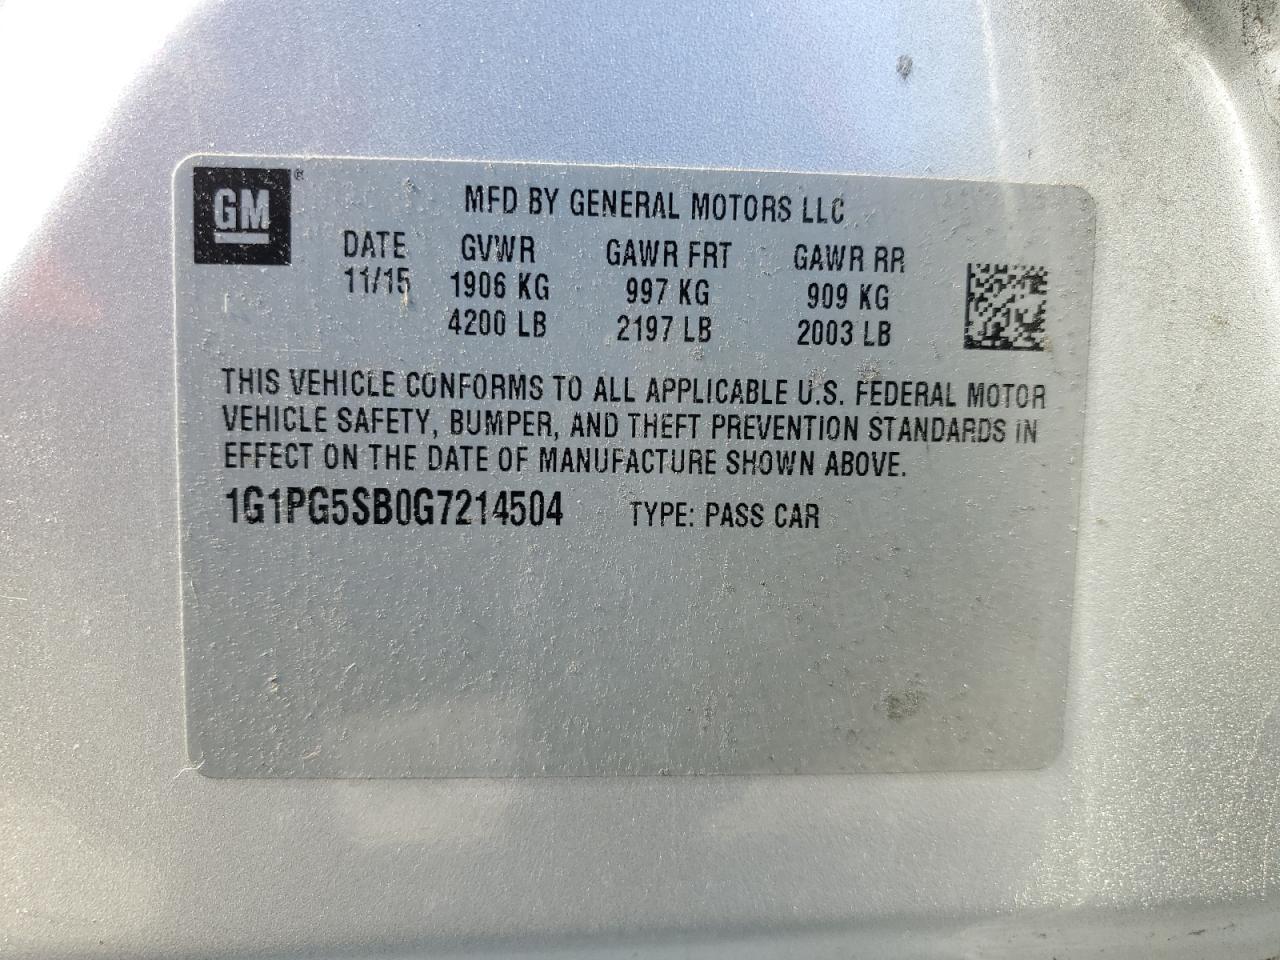 GM®
MFD BY GENERAL MOTORS LLC
DATE GVWR GAWR FRT GAWR RR
11/15 1906 KG 997 KG 909 KG
4200 LB 2197 LB 2003 LB
THIS VEHICLE CONFORMS TO ALL APPLICABLE U.S. FEDERAL MOTOR
VEHICLE SAFETY, BUMPER, AND THEFT PREVENTION STANDARDS IN
EFFECT ON THE DATE OF MANUFACTURE SHOWN ABOVE.
1G1PG5SB0G7214504 TYPE: PASS CAR